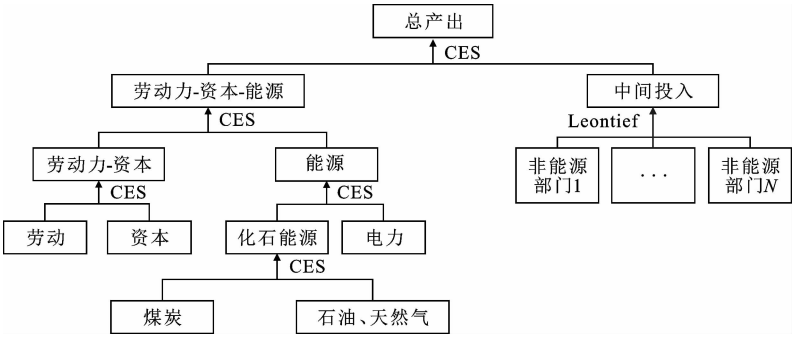 总产出
CES
劳动力-资本-能源
中间投入
CES
Leontief
劳动力-资本
能源
非能源
部门1
···
非能源
部门N
CES
CES
劳动
资本
化石能源
电力
CES
煤炭
石油、天然气